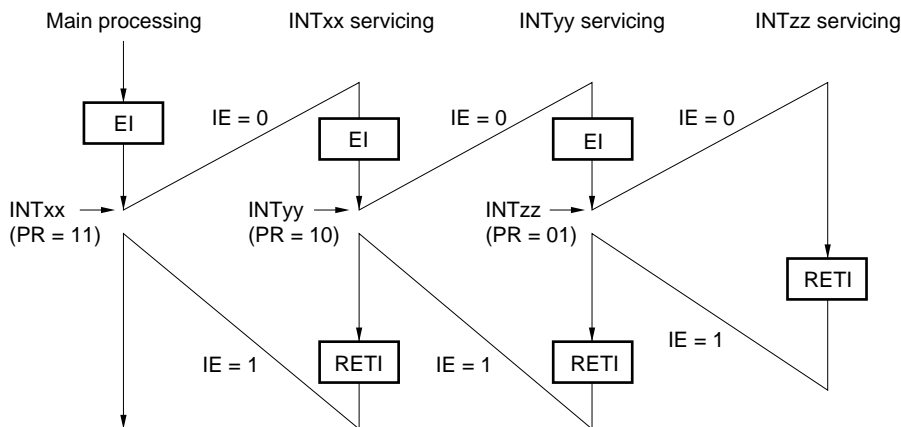 Main processing INTxx servicing INTyy servicing INTzz servicing
IE = 0 IE = 0 IE = 0
EI EI EI
INTxx INTyy INTzz
(PR = 11) (PR = 10) (PR = 01)
RETI
IE = 1 RETI IE = 1 RETI IE = 1